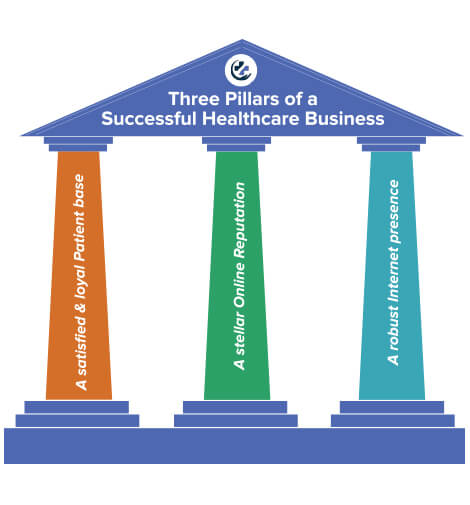 Three Pillars of a
Successful Healthcare Business
A satisfied & loyal Patient base
A stellar Online Reputation
A robust Internet presence